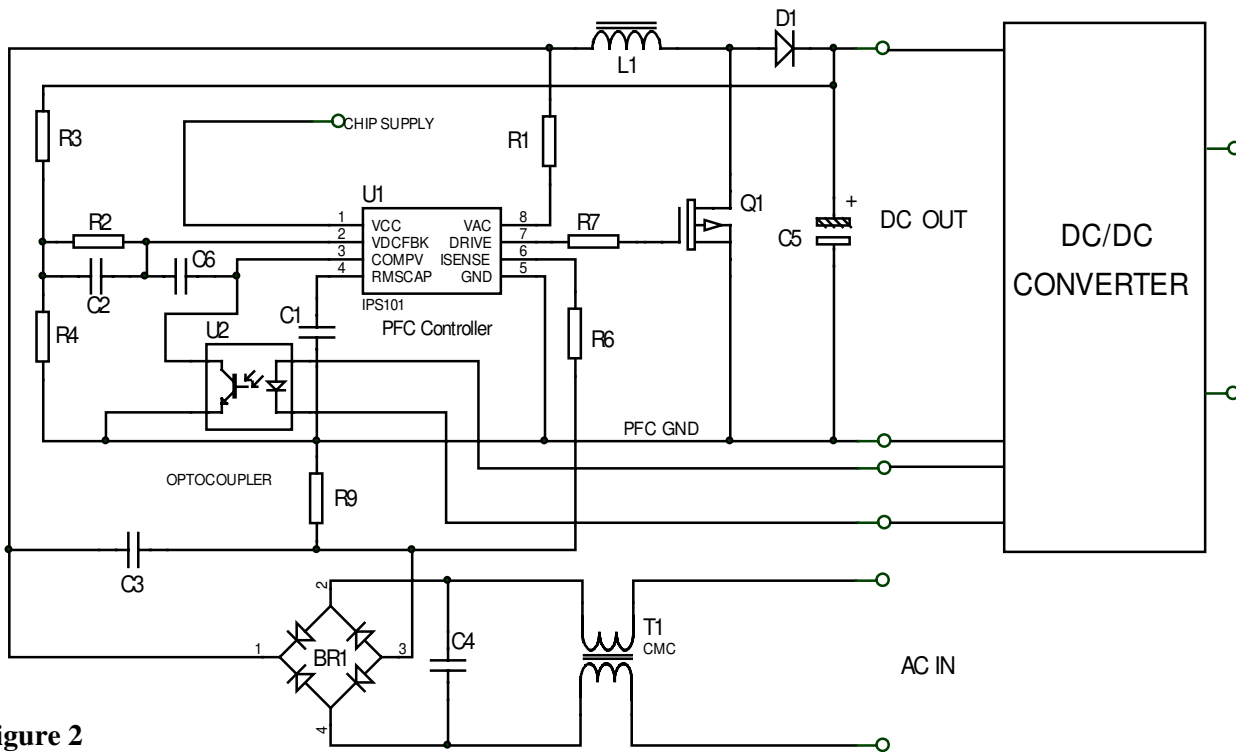 D1
L1
R3
CHIP SUPPLY
R1
U1
R2
1 VCC VAC 8
2 VDCFBK DRIVE 7
3 COMPV ISENSE 6
4 RMSCAP GND 5
IPS101
PFC Controller
R7
Q1
+
C5
DC OUT
DC/DC
CONVERTER
C6
C2
R4
U2
C1
R6
PFC GND
OPTOCOUPLER
R9
C3
2
1
BR1
3
4
C4
T1
CMC
AC IN
igure 2